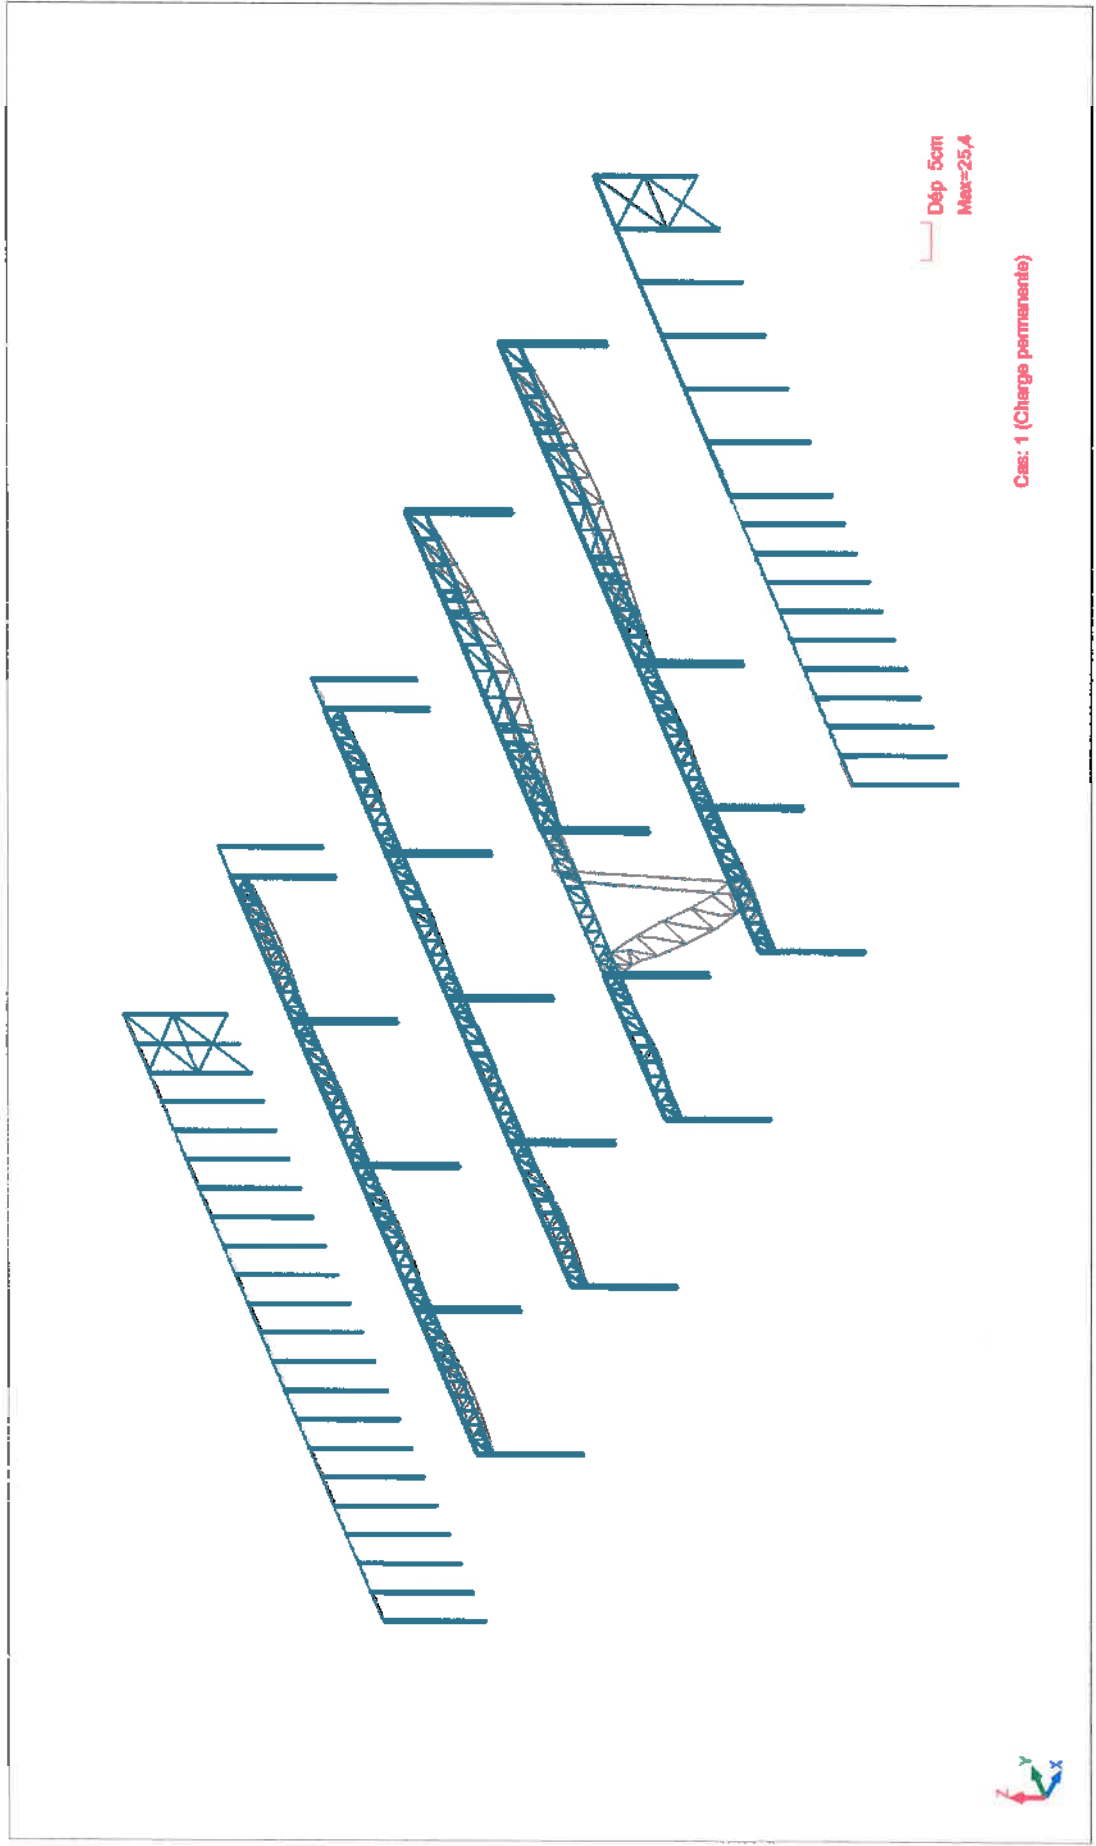 Dép 5cm
Max=25,4
Cas: 1 (Charge permanente)
Z
Y
X